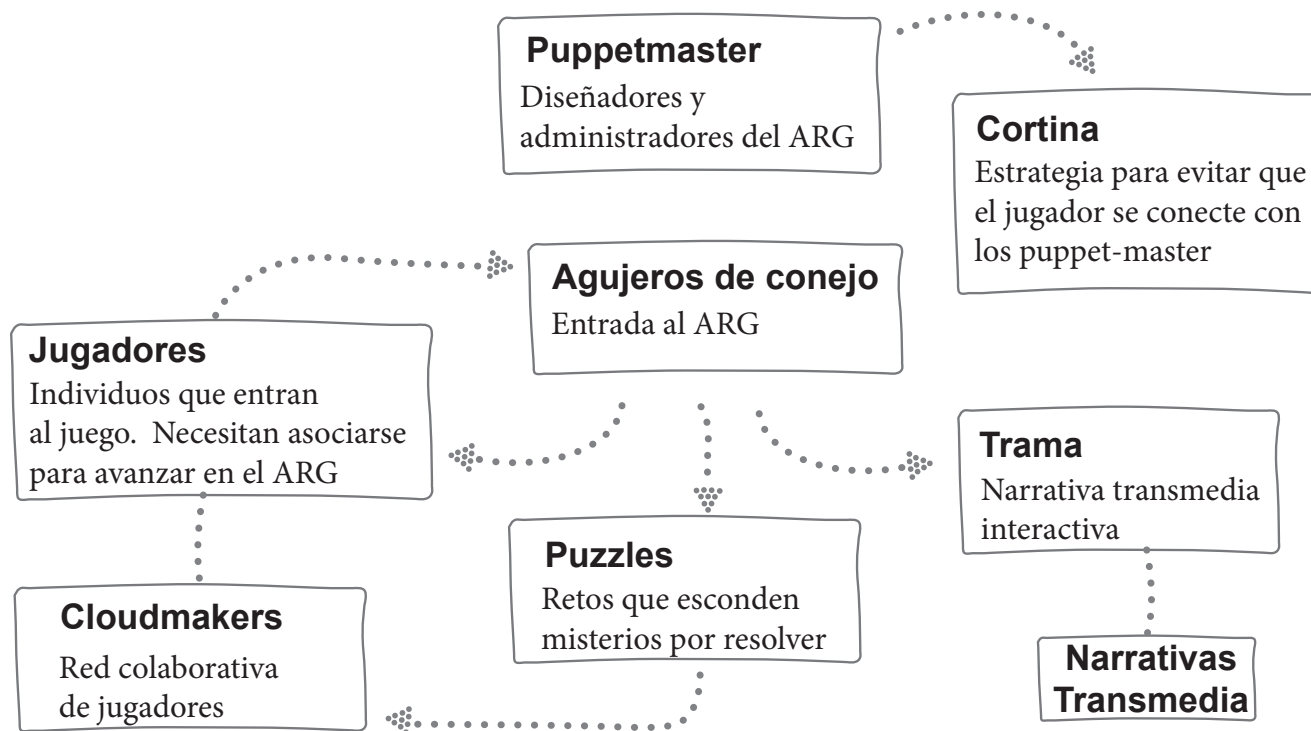 Puppetmaster
Diseñadores y
administradores del ARG
Cortina
Estrategia para evitar que
el jugador se conecte con
los puppet-master
Agujeros de conejo
Entrada al ARG
Jugadores
Individuos que entran
al juego. Necesitan asociarse
para avanzar en el ARG
Trama
Narrativa transmedia
interactiva
Puzzles
Retos que esconden
misterios por resolver
Cloudmakers
Red colaborativa
de jugadores
Narrativas
Transmedia